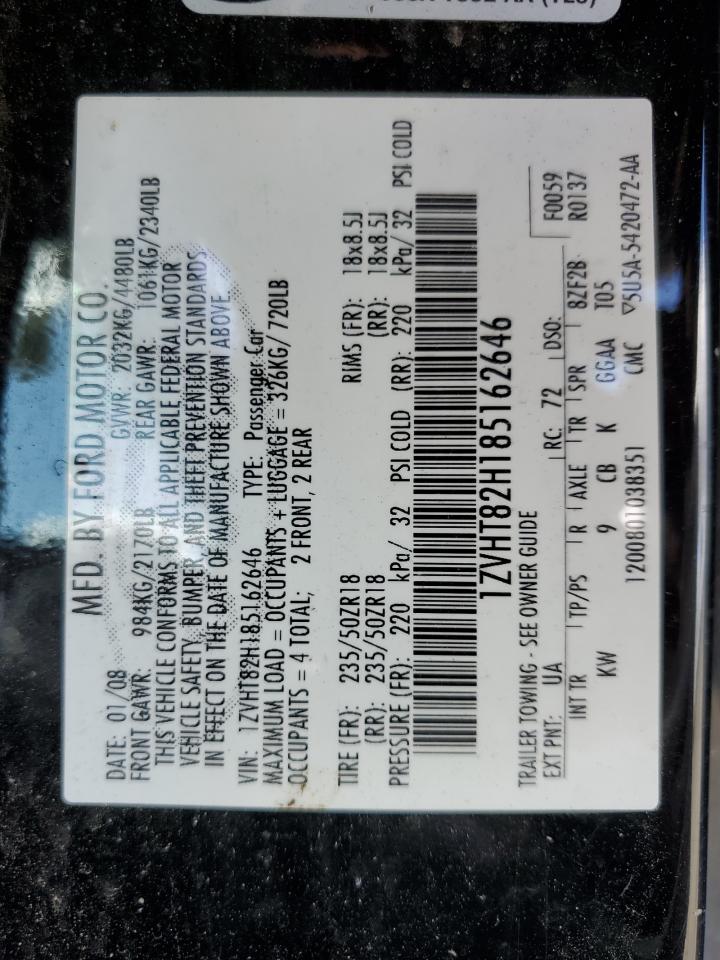 MFD. BY FORD MOTOR CO.
DATE: 01/08 GVWR: 2032KG/4480LB
FRONT GAWR: 984KG/2170LB REAR GAWR: 1061KG/2340LB
THIS VEHICLE CONFORMS TO ALL APPLICABLE FEDERAL MOTOR
VEHICLE SAFETY, BUMPER, AND THEFT PREVENTION STANDARDS
IN EFFECT ON THE DATE OF MANUFACTURE SHOWN ABOVE.
VIN: 1ZVHT82H185162646 TYPE: Passenger Car
MAXIMUM LOAD = OCCUPANTS + LUGGAGE = 326KG/720LB
OCCUPANTS = 4 TOTAL; 2 FRONT, 2 REAR
TIRE (FR): 235/50ZR18 RIMS (FR): 18x8.5J
(RR): 235/50ZR18 (RR): 18x8.5J
PRESSURE (FR): 220 kPa/ 32 PSI COLD (RR): 220 kPa/ 32 PSI COLD
1ZVHT82H185162646
TRAILER TOWING - SEE OWNER GUIDE
EXT PNT: UA RC: 72 DSO: F0059
INT TR TP/PS R AXLE TR SPR 8ZF2B R0137
KW 9 CB K GGAA T05
1200801038351 CMC ▽5U5A-5420472-AA